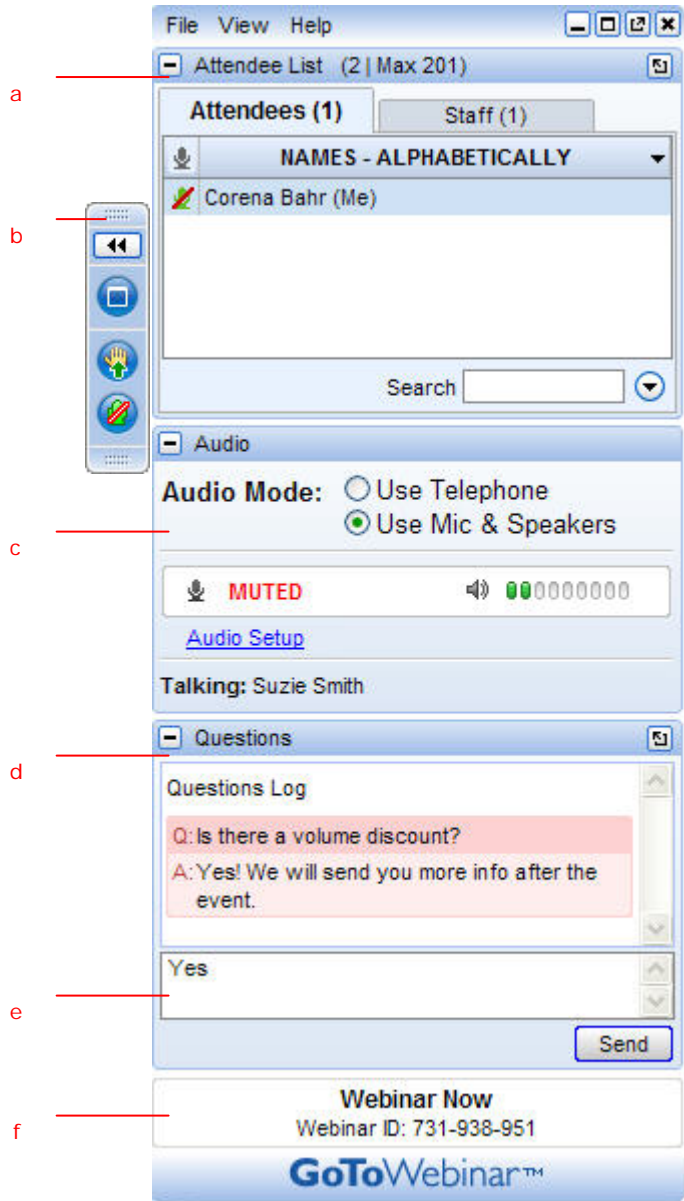 File View Help
a
Attendee List (2 | Max 201)
Attendees (1)
Staff (1)
NAMES - ALPHABETICALLY
Corena Bahr (Me)
b
Search
Audio
Audio Mode:
Use Telephone
Use Mic & Speakers
c
MUTED
Audio Setup
Talking: Suzie Smith
Questions
d
Questions Log
Q: Is there a volume discount?
A: Yes! We will send you more info after the
event.
Yes
e
Send
Webinar Now
f
Webinar ID: 731-938-951
GoToWebinar™